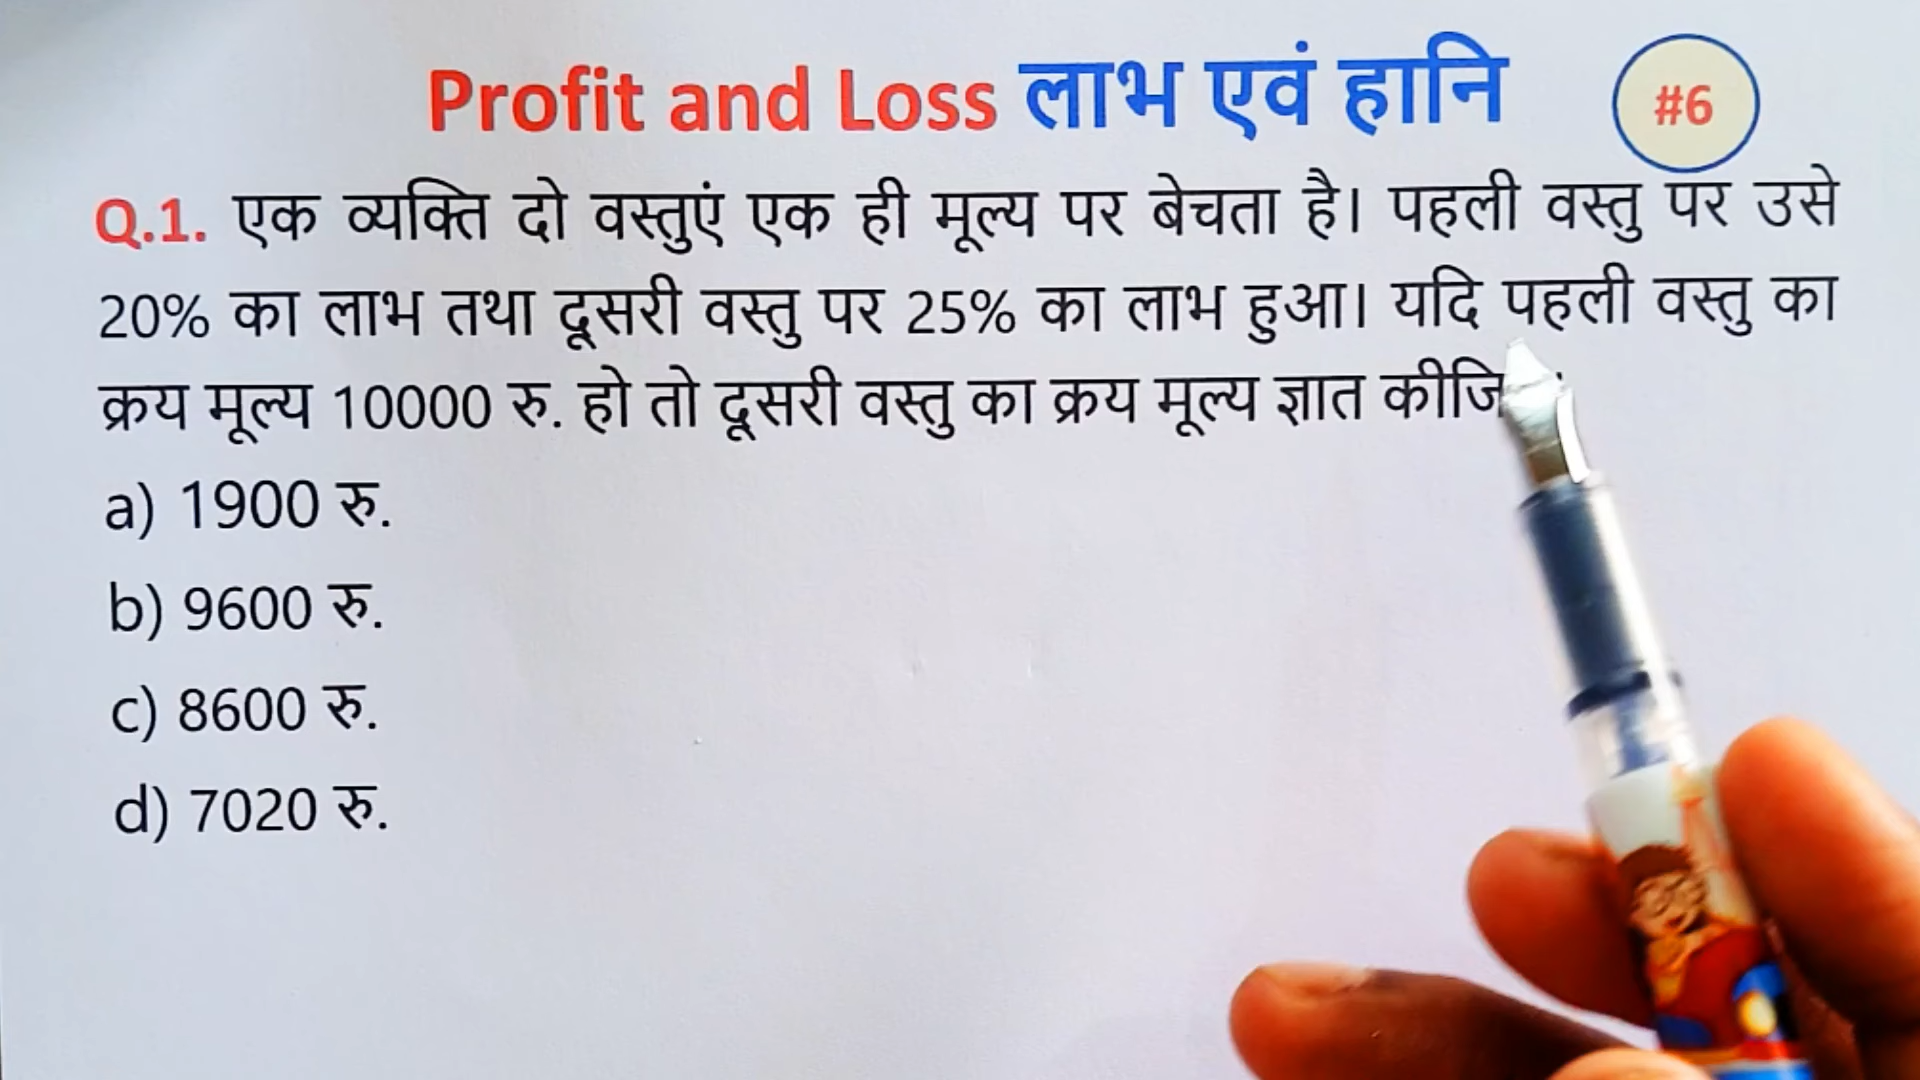 Profit and Loss लाभ एवं हानि #6
Q.1. एक व्यक्ति दो वस्तुएं एक ही मूल्य पर बेचता है। पहली वस्तु पर उसे
20% का लाभ तथा दूसरी वस्तु पर 25% का लाभ हुआ। यदि पहली वस्तु का
क्रय मूल्य 10000 रु. हो तो दूसरी वस्तु का क्रय मूल्य ज्ञात
a) 1900 रु.
b) 9600 रु.
c) 8600 रु.
d) 7020 रु.